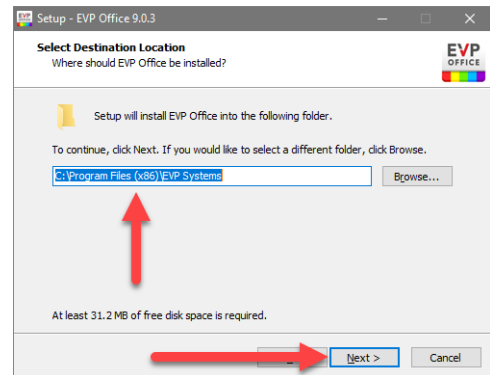 EVP
Setup - EVP Office 9.0.3
Select Destination Location
Where should EVP Office be installed?
EVP
OFFICE
Setup will install EVP Office into the following folder.
To continue, click Next. If you would like to select a different folder, click Browse.
C:\Program Files (x86)\EVP Systems
Browse...
At least 31.2 MB of free disk space is required.
Next >
Cancel